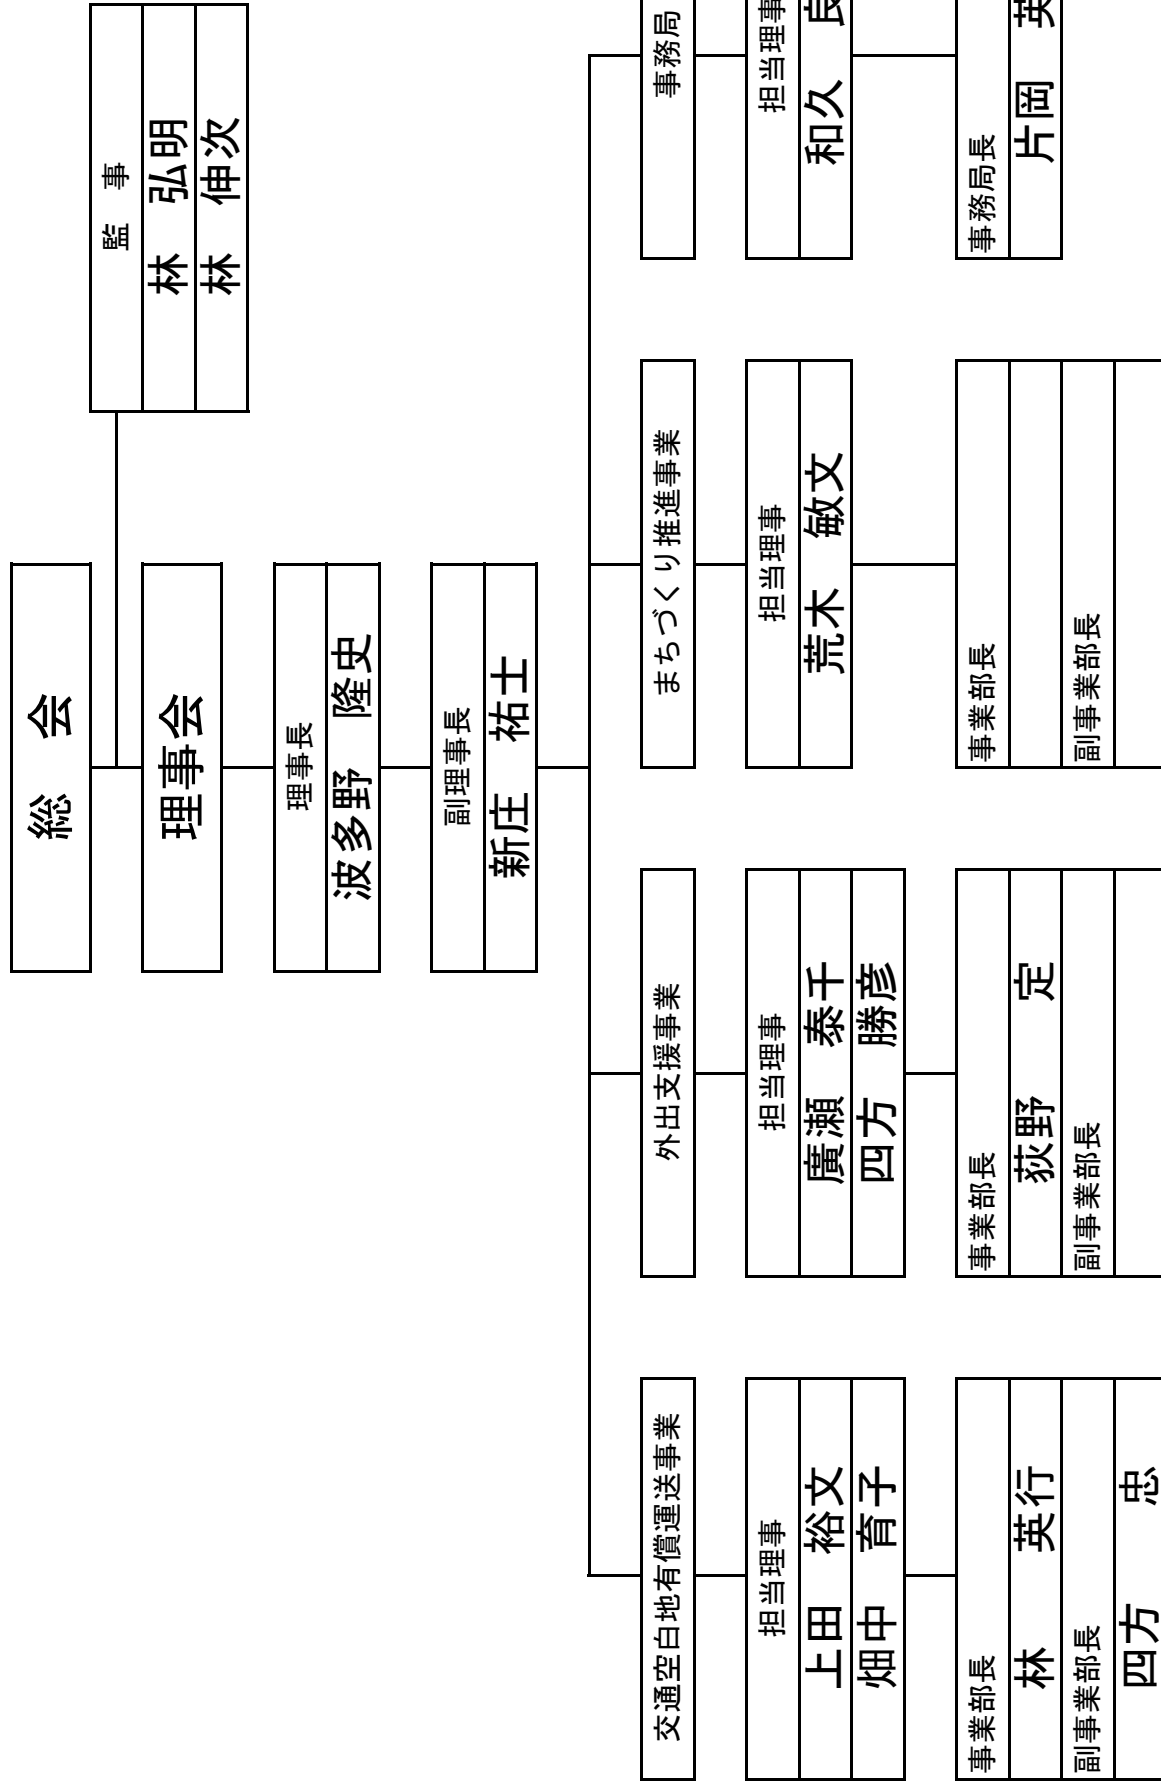 総　会
監　事
林　弘明
林　伸次
理事会
理事長
波多野　隆史
副理事長
新庄　祐士
交通空白地有償運送事業
担当理事
上田　裕文
畑中　育子
事業部長
林　英行
副事業部長
四方　忠
外出支援事業
担当理事
廣瀬　泰千
四方　勝彦
事業部長
荻野　定
副事業部長
まちづくり推進事業
担当理事
荒木　敏文
事業部長
副事業部長
事務局
担当理事
和久　良
事務局長
片岡　英